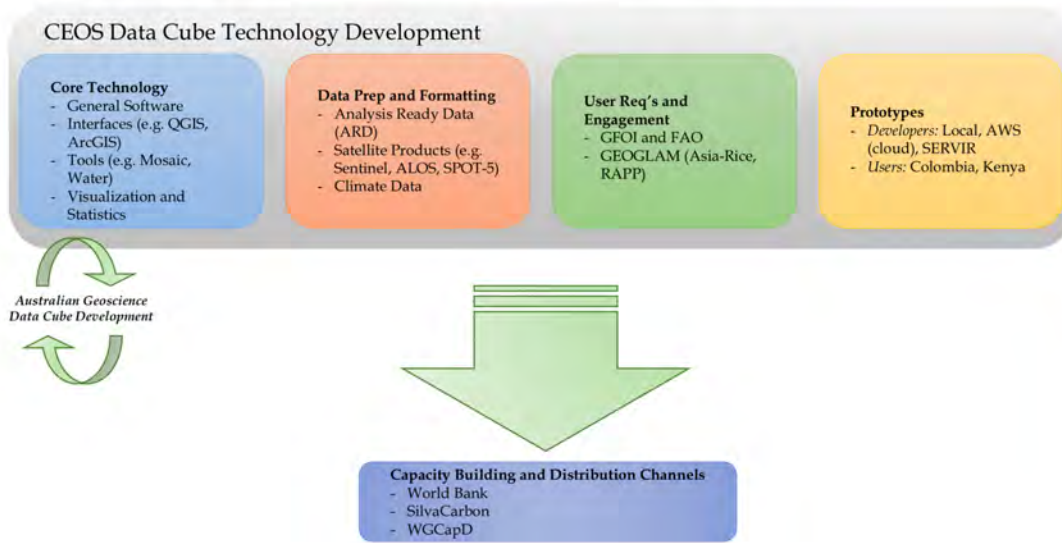 CEOS Data Cube Technology Development
Core Technology
- General Software
- Interfaces (e.g. QGIS,
ArcGIS)
- Tools (e.g. Mosaic,
Water)
- Visualization and
Statistics
Data Prep and Formatting
- Analysis Ready Data
(ARD)
- Satellite Products (e.g.
Sentinel, ALOS, SPOT-5)
- Climate Data
User Req's and
Engagement
- GFOI and FAO
- GEOGLAM (Asia-Rice,
RAPP)
Prototypes
- Developers: Local, AWS
(cloud), SERVIR
- Users: Colombia, Kenya
Australian Geoscience
Data Cube Development
Capacity Building and Distribution Channels
- World Bank
- SilvaCarbon
- WGCapD